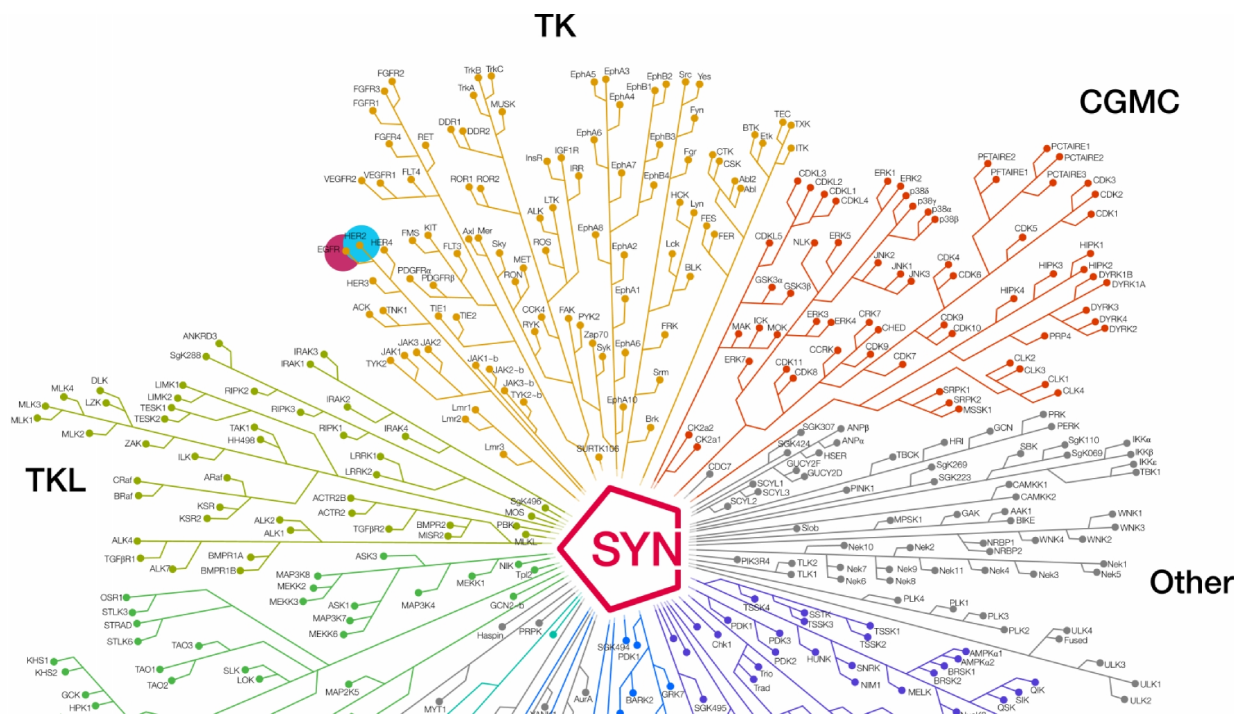 TK
CGMC
TKL
Other
SYN
FGFR2
FGFR3
FGFR1
FGFR4
RET
VEGFR2
VEGFR1
FLT4
TrkB
TrkC
TrkA
MUSK
DDR1
DDR2
ROR1
ROR2
InsR
IGF1R
IRR
LTK
ALK
ROS
EphA5
EphA3
EphA4
EphA6
EphA7
EphA8
EphA2
EphA1
EphA6
EphA10
EphB2
EphB1
EphB3
EphB4
Src
Yes
Fyn
Fgr
HCK
Lyn
Lck
BLK
FRK
Srm
Brk
CTK
CSK
Abl2
Abl
FES
FER
TEC
TXK
BTK
Etk
ITK
HER2
EGFR
HER4
HER3
FMS
KIT
FLT3
PDGFRα
PDGFRβ
Axl
Mer
Sky
MET
RON
ACK
TNK1
TIE1
TIE2
CCK4
RYK
FAK
PYK2
Zap70
Syk
JAK3
JAK2
JAK1
TYK2
JAK1~b
JAK2~b
JAK3~b
TYK2~b
Lmr1
Lmr2
Lmr3
SURTK106
CDKL3
CDKL2
CDKL1
CDKL4
CDKL5
ERK1
ERK2
p38δ
p38γ
p38α
p38β
NLK
ERK5
JNK2
JNK1
JNK3
GSK3α
GSK3β
MAK
ICK
MOK
ERK3
ERK4
ERK7
CRK7
CHED
CCRK
CDK9
CDK11
CDK8
CDK7
CDK9
CDK10
CDK4
CDK6
CDK5
PFTAIRE2
PFTAIRE1
PCTAIRE1
PCTAIRE2
PCTAIRE3
CDK3
CDK2
CDK1
HIPK1
HIPK2
HIPK3
HIPK4
DYRK1B
DYRK1A
DYRK3
DYRK4
DYRK2
PRP4
CLK2
CLK3
CLK1
CLK4
SRPK1
SRPK2
MSSK1
CK2a2
CK2a1
CDC7
ANKRD3
SgK288
IRAK3
IRAK1
IRAK2
IRAK4
RIPK2
RIPK3
RIPK1
DLK
LZK
MLK4
MLK3
MLK1
MLK2
LIMK1
LIMK2
TESK1
TESK2
TAK1
HH498
ZAK
ILK
LRRK1
LRRK2
ARaf
CRaf
BRaf
KSR
KSR2
ACTR2B
ACTR2
TGFβR2
BMPR2
MISR2
ALK2
ALK1
ALK4
TGFβR1
ALK7
BMPR1A
BMPR1B
SgK496
MOS
PBK
MLKL
SGK307
ANPβ
ANPα
SGK424
HSER
GUCY2F
GUCY2D
SCYL1
SCYL3
SCYL2
PRK
PERK
GCN
HRI
TBCK
PINK1
SBK
SgK110
SgK069
SgK269
SGK223
IKKα
IKKβ
IKKε
TBK1
CAMKK1
CAMKK2
GAK
AAK1
BIKE
MPSK1
Slob
WNK1
WNK3
WNK2
WNK4
NRBP1
NRBP2
Nek10
Nek2
PIK3R4
TLK2
TLK1
Nek7
Nek6
Nek9
Nek8
Nek11
Nek4
Nek3
Nek1
Nek5
PLK4
PLK1
PLK3
PLK2
ULK4
Fused
ULK3
ULK1
ULK2
ASK3
MAP3K8
MEKK2
MEKK3
ASK1
MAP3K7
MEKK6
MAP3K4
MEKK1
NIK
Tpl2
GCN2~b
OSR1
STLK3
STRAD
STLK6
TAO3
TAO1
TAO2
SLK
LOK
MAP2K5
KHS1
KHS2
GCK
HPK1
Haspin
PRPK
MYT1
AurA
SGK494
PDK1
BARK2
GRK7
TSSK4
SSTK
TSSK3
TSSK1
TSSK2
PDK1
PDK3
PDK2
Chk1
Trio
Trad
HUNK
SNRK
NIM1
MELK
AMPKα1
AMPKα2
BRSK1
BRSK2
QIK
SIK
QSK
SGK495